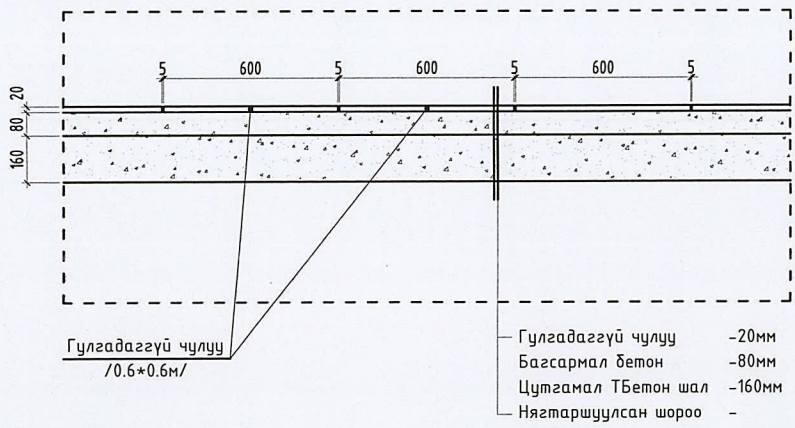 5 600 5 600 5 600 5
20
80
160
Гулгадаггүй чулуу
/0.6*0.6м/
Гулгадаггүй чулуу -20мм
Багсармал бетон -80мм
Цутгамал ТБетон шал -160мм
Нягтаршуулсан шороо -